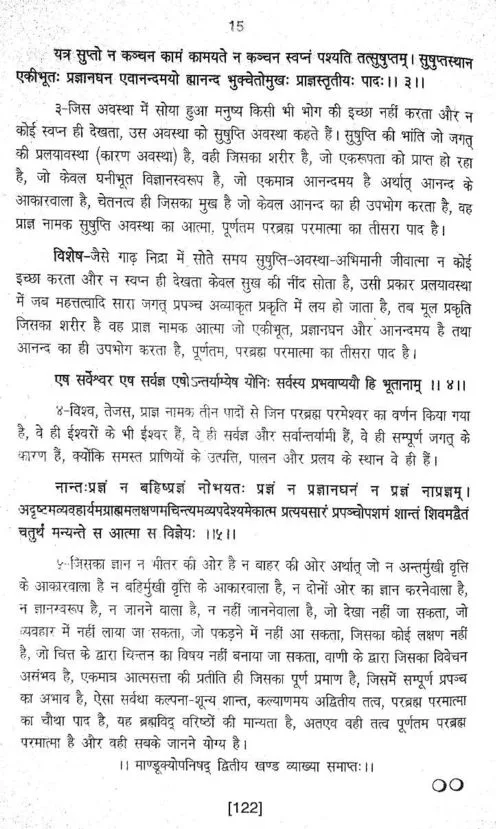 15
यत्र सुप्तो न कञ्चन कामं कामयते न कञ्चन स्वप्नं पश्यति तत्सुषुप्तम्। सुषुप्तस्थान
एकीभूतः प्रज्ञानघन एवानन्दमयो ह्यानन्द भुक्चेतोमुखः प्राज्ञस्तृतीयः पादः।। ३।।
३-जिस अवस्था में सोया हुआ मनुष्य किसी भी भोग की इच्छा नहीं करता और न
कोई स्वप्न ही देखता, उस अवस्था को सुषुप्ति अवस्था कहते हैं। सुषुप्ति की भांति जो जगत्
की प्रलयावस्था (कारण अवस्था) है, वही जिसका शरीर है, जो एकरूपता को प्राप्त हो रहा
है, जो केवल घनीभूत विज्ञानस्वरूप है, जो एकमात्र आनन्दमय है अर्थात् आनन्द के
आकारवाला है, चेतनत्व ही जिसका मुख है जो केवल आनन्द का ही उपभोग करता है, वह
प्राज्ञ नामक सुषुप्ति अवस्था का आत्मा, पूर्णतम परब्रह्म परमात्मा का तीसरा पाद है।
विशेष-जैसे गाढ़ निद्रा में सोते समय सुषुप्ति-अवस्था-अभिमानी जीवात्मा न कोई
इच्छा करता और न स्वप्न ही देखता केवल सुख की नींद सोता है, उसी प्रकार प्रलयावस्था
में जब महत्तत्वादि सारा जगत् प्रपञ्च अव्याकृत प्रकृति में लय हो जाता है, तब मूल प्रकृति
जिसका शरीर है वह प्राज्ञ नामक आत्मा जो एकीभूत, प्रज्ञानघन और आनन्दमय है तथा
आनन्द का ही उपभोग करता है, पूर्णतम, परब्रह्म परमात्मा का तीसरा पाद है।
एष सर्वेश्वर एष सर्वज्ञ एषोऽन्तर्याम्येष योनिः सर्वस्य प्रभवाप्ययौ हि भूतानाम् ।। ४।।
४-विश्व, तेजस, प्राज्ञ नामक तीन पादों से जिन परब्रह्म परमेश्वर का वर्णन किया गया
है, वे ही ईश्वरों के भी ईश्वर हैं, वे ही सर्वज्ञ और सर्वान्तर्यामी हैं, वे ही सम्पूर्ण जगत् के
कारण हैं, क्योंकि समस्त प्राणियों के उत्पत्ति, पालन और प्रलय के स्थान वे ही हैं।
नान्तःप्रज्ञं न बहिष्प्रज्ञं नोभयतः प्रज्ञं न प्रज्ञानघनं न प्रज्ञं नाप्रज्ञम्।
अदृष्टमव्यवहार्यमग्राह्यमलक्षणमचिन्त्यमव्यपदेश्यमेकात्म प्रत्ययसारं प्रपञ्चोपशमं शान्तं शिवमद्वैतं
चतुर्थं मन्यन्ते स आत्मा स विज्ञेयः ।।५।।
५-जिसका ज्ञान न भीतर की ओर है न बाहर की ओर अर्थात् जो न अन्तर्मुखी वृत्ति
के आकारवाला है न बहिर्मुखी वृत्ति के आकारवाला है, न दोनों ओर का ज्ञान करनेवाला है,
न ज्ञानस्वरूप है, न जानने वाला है, न नहीं जाननेवाला है, जो देखा नहीं जा सकता, जो
व्यवहार में नहीं लाया जा सकता, जो पकड़ने में नहीं आ सकता, जिसका कोई लक्षण नहीं
है, जो चित्त के द्वारा चिन्तन का विषय नहीं बनाया जा सकता, वाणी के द्वारा जिसका विवेचन
असंभव है, एकमात्र आत्मसत्ता की प्रतीति ही जिसका पूर्ण प्रमाण है, जिसमें सम्पूर्ण प्रपञ्च
का अभाव है, ऐसा सर्वथा कल्पना-शून्य शान्त, कल्याणमय अद्वितीय तत्व, परब्रह्म परमात्मा
का चौथा पाद है, यह ब्रह्मविद् वरिष्ठों की मान्यता है, अतएव वही तत्व पूर्णतम परब्रह्म
परमात्मा है और वही सबके जानने योग्य है।
।। माण्डूक्योपनिषद् द्वितीय खण्ड व्याख्या समाप्तः।।
[122]